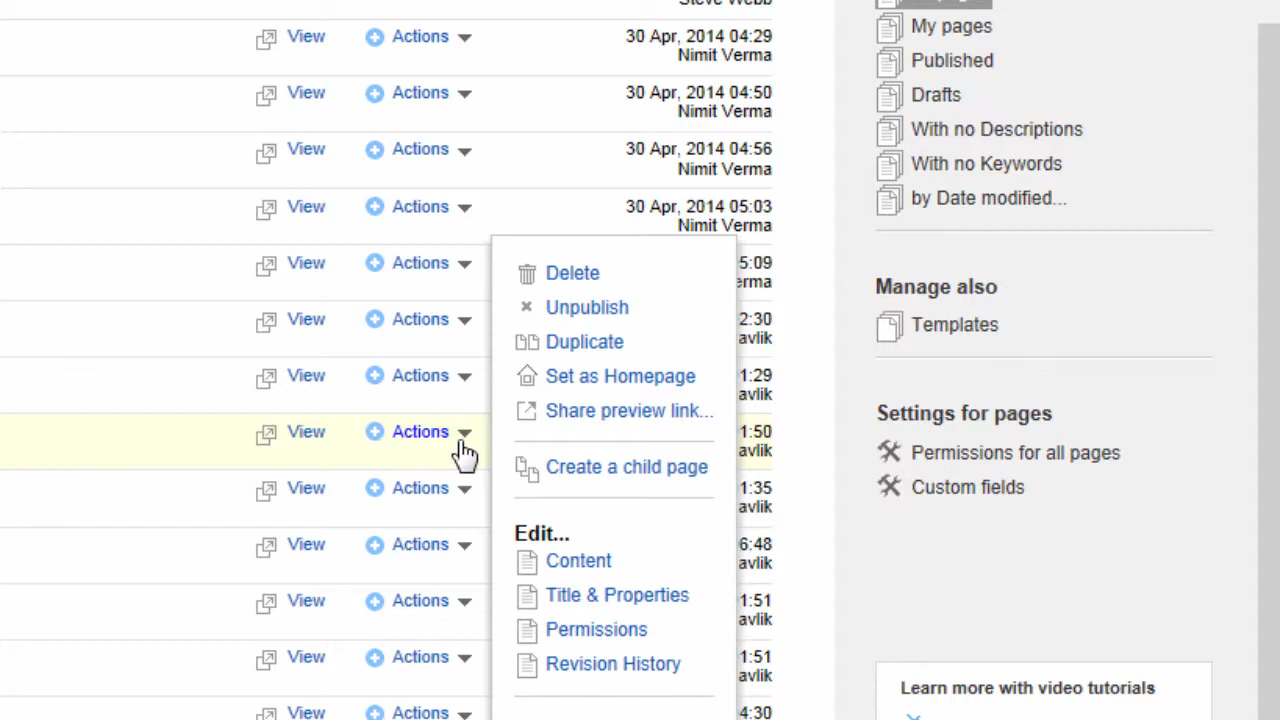 Steve Webb
View Actions 30 Apr, 2014 04:29
Nimit Verma
View Actions 30 Apr, 2014 04:50
Nimit Verma
View Actions 30 Apr, 2014 04:56
Nimit Verma
View Actions 30 Apr, 2014 05:03
Nimit Verma
View Actions 5:09
erma
View Actions 2:30
avlik
View Actions 1:29
avlik
View Actions 1:50
avlik
View Actions 1:35
avlik
View Actions 6:48
avlik
View Actions 1:51
avlik
View Actions 1:51
avlik
View Actions 4:30
Delete
Unpublish
Duplicate
Set as Homepage
Share preview link...
Create a child page
Edit...
Content
Title & Properties
Permissions
Revision History
My pages
Published
Drafts
With no Descriptions
With no Keywords
by Date modified...
Manage also
Templates
Settings for pages
Permissions for all pages
Custom fields
Learn more with video tutorials